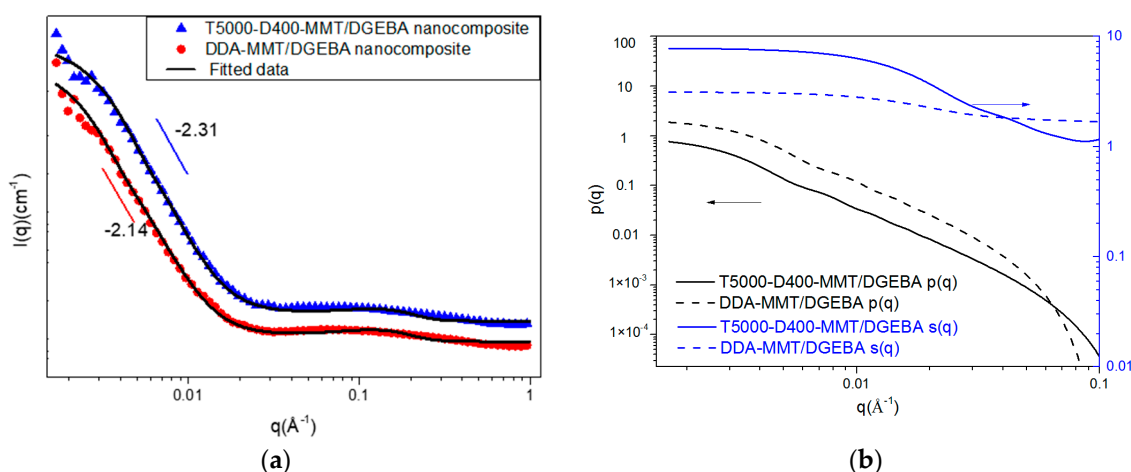 T5000-D400-MMT/DGEBA nanocomposite
DDA-MMT/DGEBA nanocomposite
Fitted data
-2.31
-2.14
I(q)(cm⁻¹)
0.01
0.1
1
q(Å⁻¹)
(a)
100
10
1
0.1
0.01
1×10⁻³
1×10⁻⁴
p(q)
10
1
0.1
0.01
T5000-D400-MMT/DGEBA p(q)
DDA-MMT/DGEBA p(q)
T5000-D400-MMT/DGEBA s(q)
DDA-MMT/DGEBA s(q)
0.01
0.1
q(Å⁻¹)
(b)